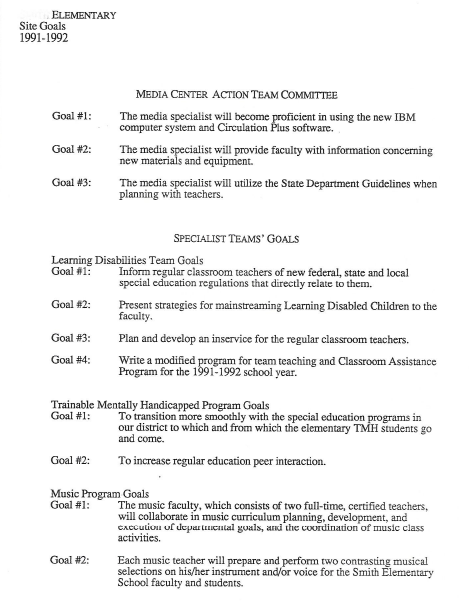 ELEMENTARY
Site Goals
1991-1992
MEDIA CENTER ACTION TEAM COMMITTEE
Goal #1: The media specialist will become proficient in using the new IBM
computer system and Circulation Plus software.
Goal #2: The media specialist will provide faculty with information concerning
new materials and equipment.
Goal #3: The media specialist will utilize the State Department Guidelines when
planning with teachers.
SPECIALIST TEAMS' GOALS
Learning Disabilities Team Goals
Goal #1: Inform regular classroom teachers of new federal, state and local
special education regulations that directly relate to them.
Goal #2: Present strategies for mainstreaming Learning Disabled Children to the
faculty.
Goal #3: Plan and develop an inservice for the regular classroom teachers.
Goal #4: Write a modified program for team teaching and Classroom Assistance
Program for the 1991-1992 school year.
Trainable Mentally Handicapped Program Goals
Goal #1: To transition more smoothly with the special education programs in
our district to which and from which the elementary TMH students go
and come.
Goal #2: To increase regular education peer interaction.
Music Program Goals
Goal #1: The music faculty, which consists of two full-time, certified teachers,
will collaborate in music curriculum planning, development, and
execution of departmental goals, and the coordination of music class
activities.
Goal #2: Each music teacher will prepare and perform two contrasting musical
selections on his/her instrument and/or voice for the Smith Elementary
School faculty and students.